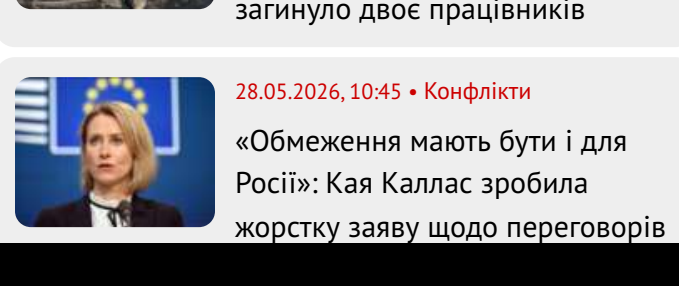 загинуло двоє працівників
28.05.2026, 10:45 • Конфлікти
«Обмеження мають бути і для
Росії»: Кая Каллас зробила
жорстку заяву щодо переговорів